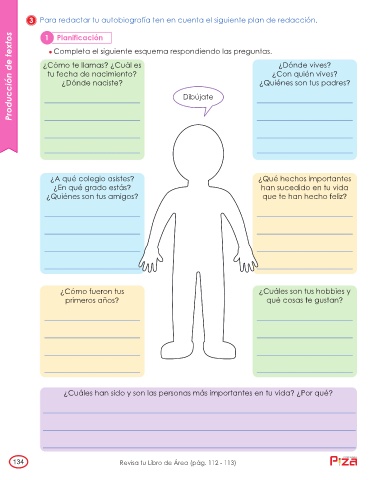 3 Para redactar tu autobiografía ten en cuenta el siguiente plan de redacción.
1 Planificación
Completa el siguiente esquema respondiendo las preguntas.
Producción de textos
¿Cómo te llamas? ¿Cuál es
tu fecha de nacimiento?
¿Dónde naciste?
Dibújate
¿Dónde vives?
¿Con quién vives?
¿Quiénes son tus padres?
¿A qué colegio asistes?
¿En qué grado estás?
¿Quiénes son tus amigos?
¿Qué hechos importantes
han sucedido en tu vida
que te han hecho feliz?
¿Cómo fueron tus
primeros años?
¿Cuáles son tus hobbies y
qué cosas te gustan?
¿Cuáles han sido y son las personas más importantes en tu vida? ¿Por qué?
134
Revisa tu Libro de Área (pág. 112 - 113)